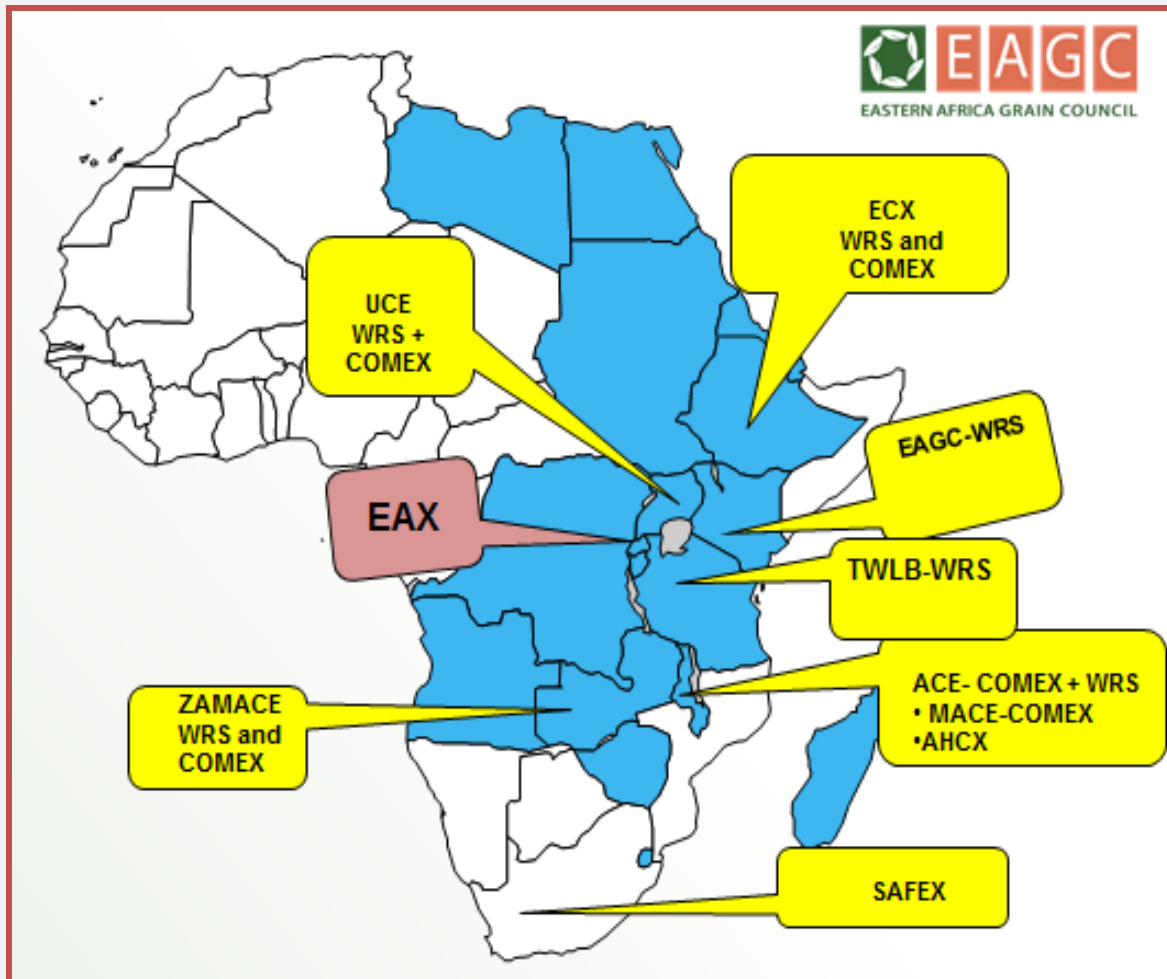 EAGC
EASTERN AFRICA GRAIN COUNCIL
ECX
WRS and
COMEX
UCE
WRS +
COMEX
EAGC-WRS
EAX
TWLB-WRS
ACE- COMEX + WRS
• MACE-COMEX
•AHCX
ZAMACE
WRS and
COMEX
SAFEX